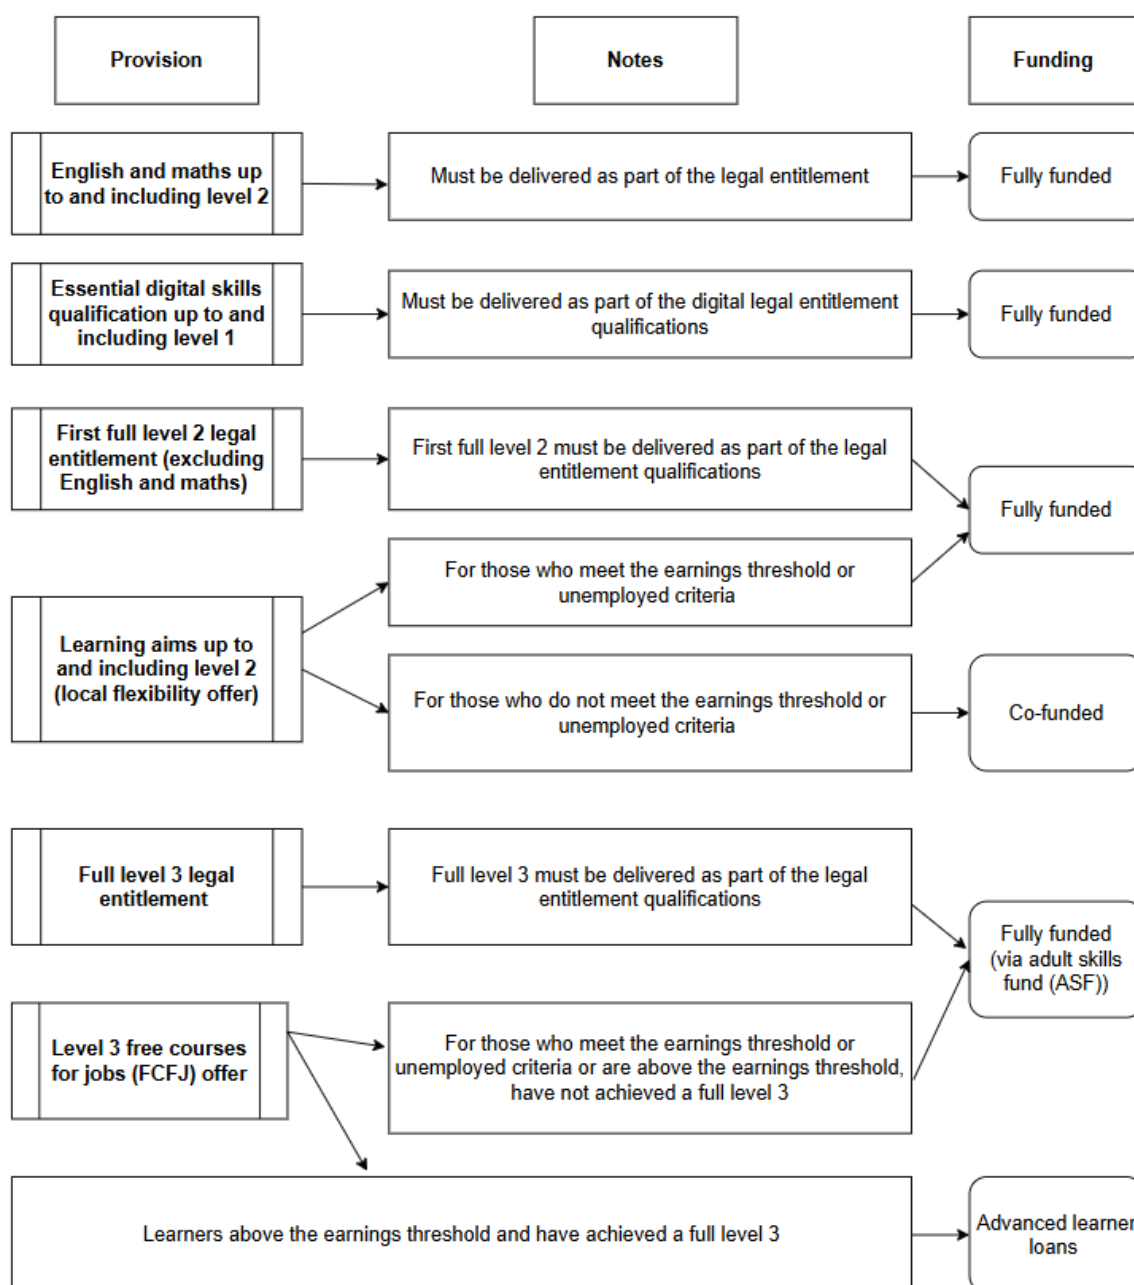 Provision
Notes
Funding
English and maths up
to and including level 2
Must be delivered as part of the legal entitlement
Fully funded
Essential digital skills
qualification up to and
including level 1
Must be delivered as part of the digital legal entitlement
qualifications
Fully funded
First full level 2 legal
entitlement (excluding
English and maths)
First full level 2 must be delivered as part of the legal
entitlement qualifications
Fully funded
Learning aims up to
and including level 2
(local flexibility offer)
For those who meet the earnings threshold or
unemployed criteria
For those who do not meet the earnings threshold or
unemployed criteria
Co-funded
Full level 3 legal
entitlement
Full level 3 must be delivered as part of the legal
entitlement qualifications
Fully funded
(via adult skills
fund (ASF))
Level 3 free courses
for jobs (FCFJ) offer
For those who meet the earnings threshold or
unemployed criteria or are above the earnings threshold,
have not achieved a full level 3
Learners above the earnings threshold and have achieved a full level 3
Advanced learner
loans